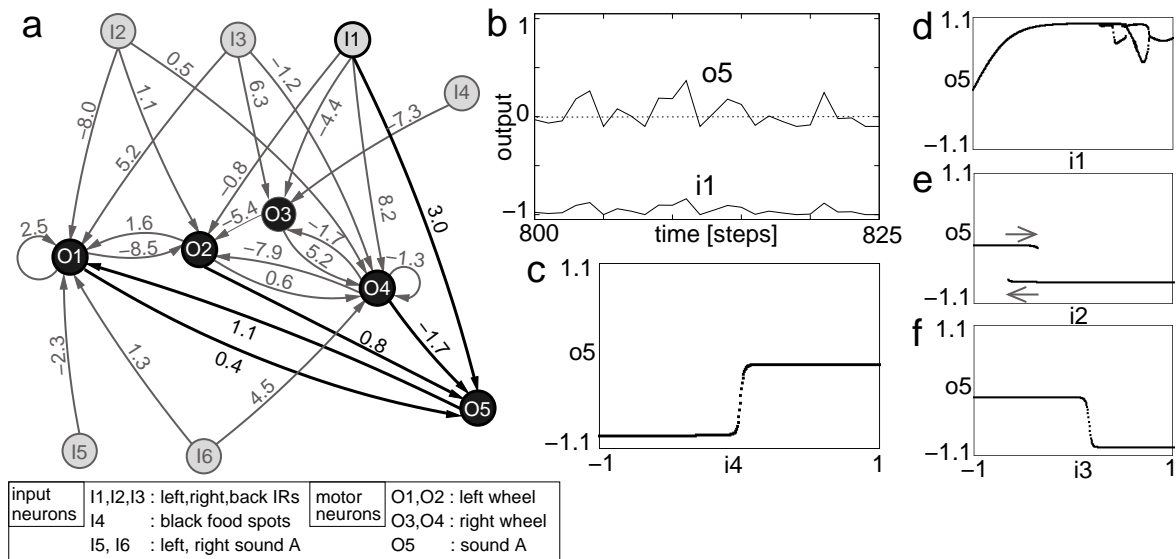 a
I2
I3
I1
I4
0.5
−1.2
−8.0
1.1
6.3
−4.4
−7.3
5.2
−0.8
8.2
3.0
2.5
1.6
−8.5
−5.4
−1.7
−7.9
5.2
−1.3
0.6
O1
O2
O3
O4
O5
1.1
0.8
−1.7
0.4
−2.3
1.3
4.5
I5
I6
input neurons
I1,I2,I3 : left,right,back IRs
I4 : black food spots
I5, I6 : left, right sound A
motor neurons
O1,O2 : left wheel
O3,O4 : right wheel
O5 : sound A
b
1
0
−1
output
o5
i1
800
time [steps]
825
c
1.1
o5
−1.1
−1
i4
1
d
1.1
o5
−1.1
i1
e
1.1
o5
−1.1
i2
f
1.1
o5
−1.1
−1
i3
1